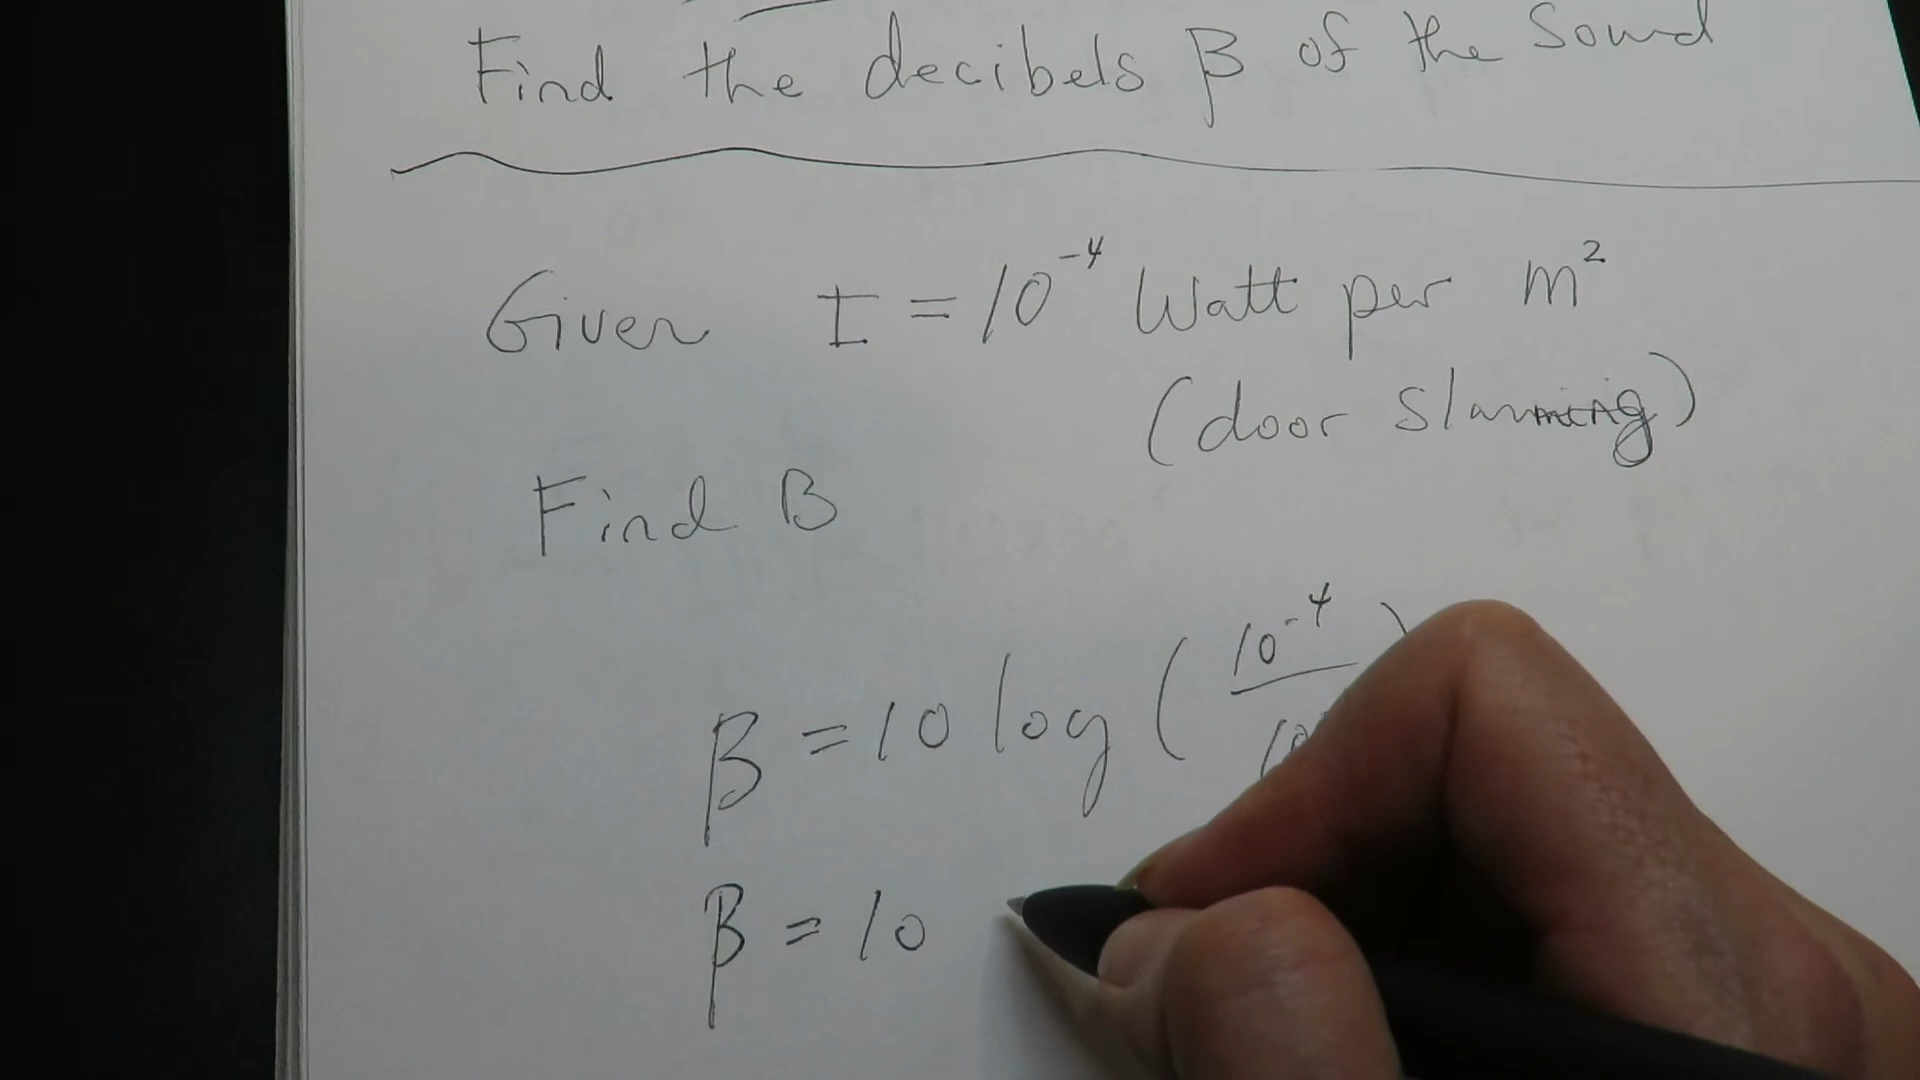 Find the decibels β of the Sound
Given I = 10⁻⁴ Watt per m²
(door slamming)
Find B
β = 10 log ( 10⁻⁴ )
10
β = 10